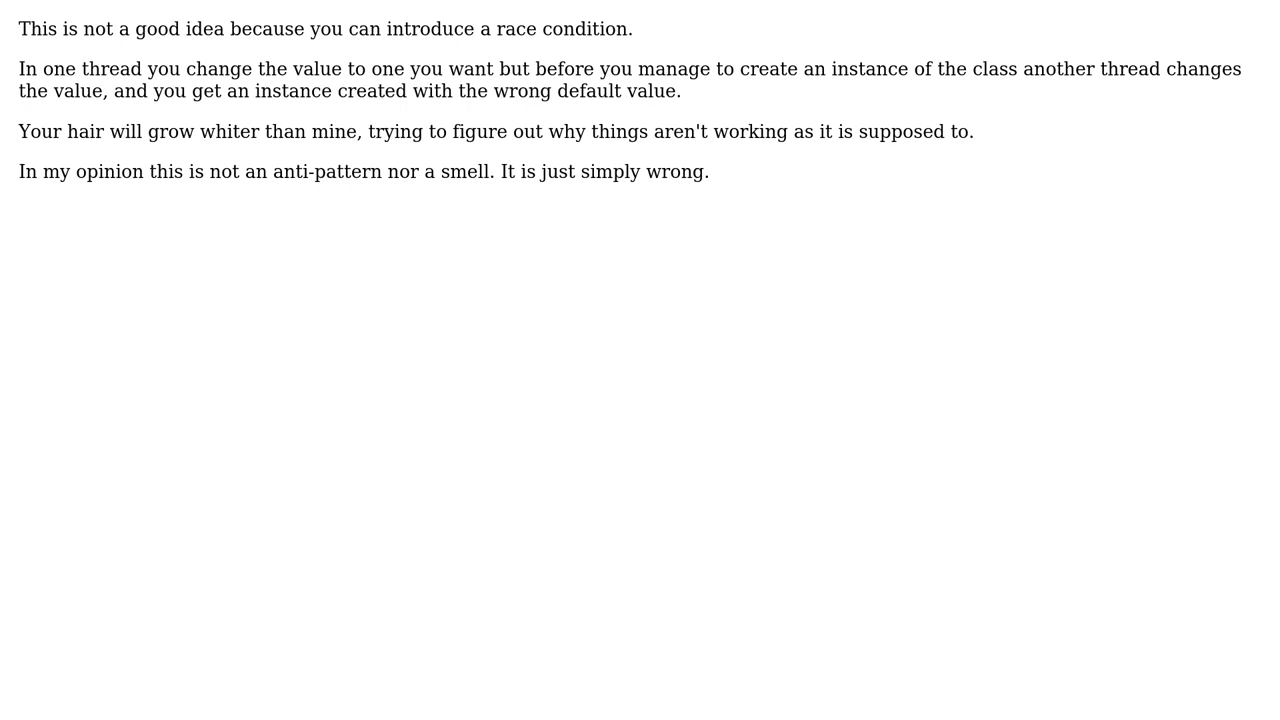 This is not a good idea because you can introduce a race condition.
In one thread you change the value to one you want but before you manage to create an instance of the class another thread changes
the value, and you get an instance created with the wrong default value.
Your hair will grow whiter than mine, trying to figure out why things aren't working as it is supposed to.
In my opinion this is not an anti-pattern nor a smell. It is just simply wrong.